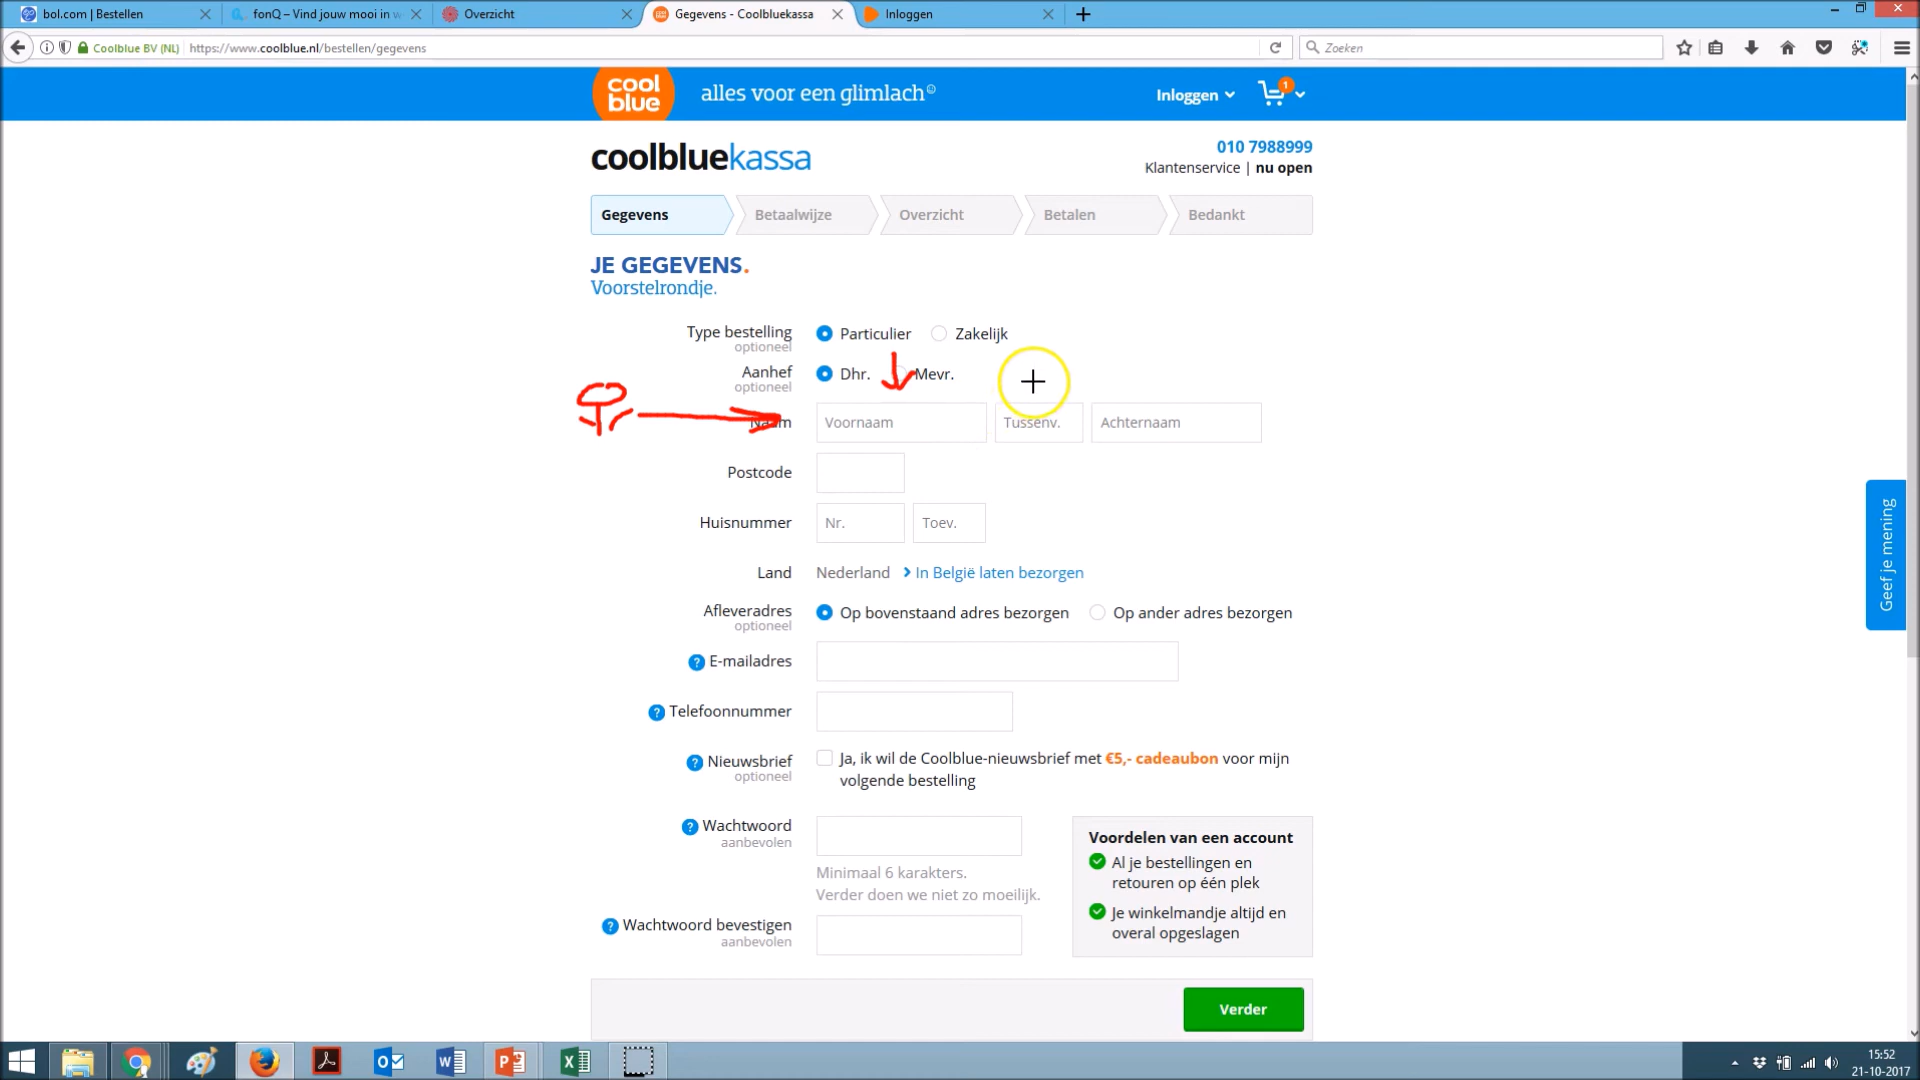 bol.com | Bestellen
fonQ – Vind jouw mooi in w
Overzicht
Gegevens - Coolbluekassa
Inloggen
Coolblue BV (NL)
https://www.coolblue.nl/bestellen/gegevens
Zoeken
cool
blue
alles voor een glimlach
Inloggen
1
coolbluekassa
010 7988999
Klantenservice | nu open
Gegevens
Betaalwijze
Overzicht
Betalen
Bedankt
JE GEGEVENS.
Voorstelrondje.
Type bestelling
optioneel
Particulier
Zakelijk
Aanhef
optioneel
Dhr.
Mevr.
Naam
Voornaam
Tussenv.
Achternaam
Postcode
Huisnummer
Nr.
Toev.
Land
Nederland
In België laten bezorgen
Afleveradres
optioneel
Op bovenstaand adres bezorgen
Op ander adres bezorgen
? E-mailadres
? Telefoonnummer
? Nieuwsbrief
optioneel
Ja, ik wil de Coolblue-nieuwsbrief met €5,- cadeaubon voor mijn
volgende bestelling
? Wachtwoord
aanbevolen
Minimaal 6 karakters.
Verder doen we niet zo moeilijk.
? Wachtwoord bevestigen
aanbevolen
Voordelen van een account
Al je bestellingen en
retouren op één plek
Je winkelmandje altijd en
overal opgeslagen
Verder
Geef je mening
15:52
21-10-2017